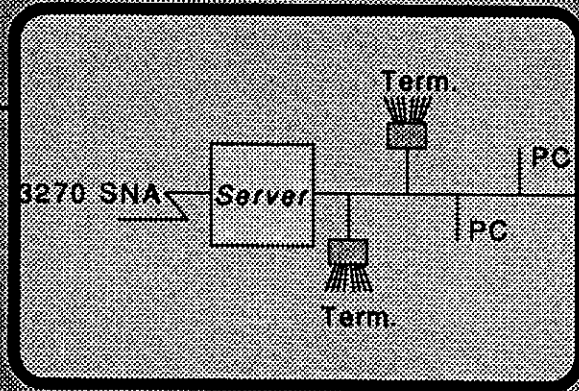 Term.
PC
3270 SNA
Server
PC
Term.